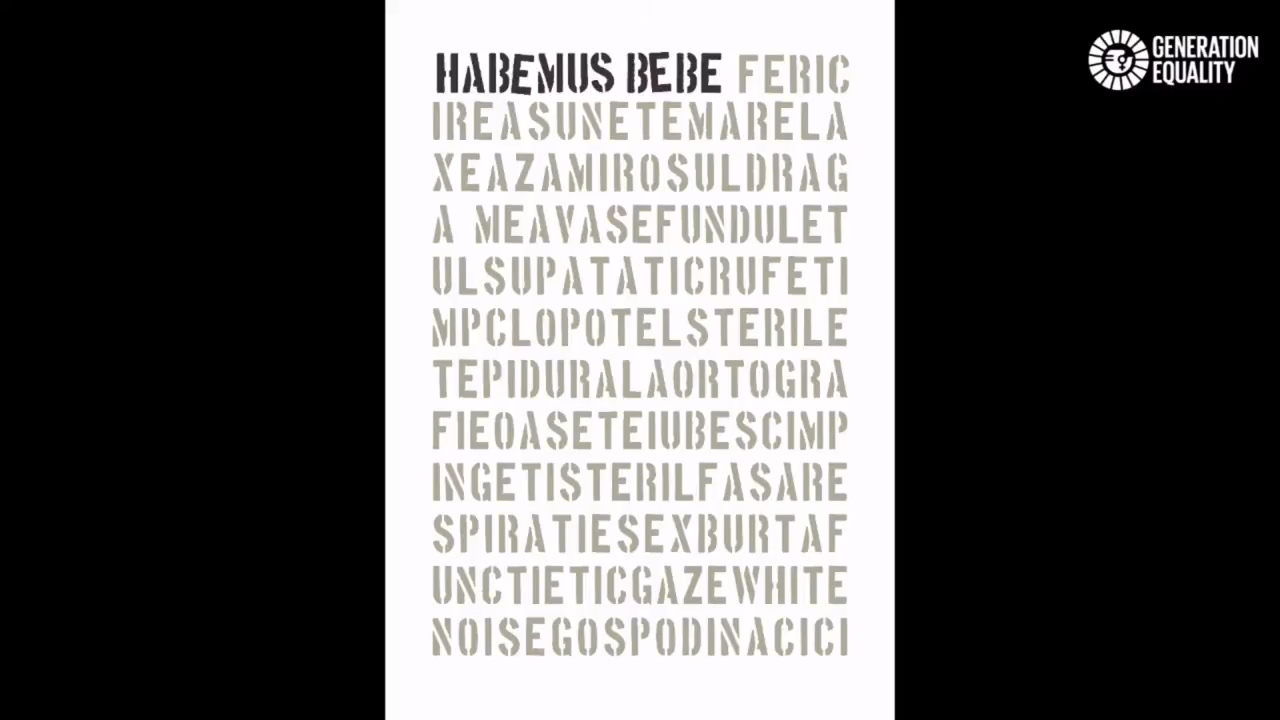 HABEMUS BEBE FERIC
IREASUNETEMARELA
XEAZAMIROSULDRAG
A MEAVASEFUNDULET
ULSUPATATICRUFETI
MPCLOPOTELSTERILE
TEPIDURALAORTOGRA
FIEOASETEIUBESCIMP
INGETISTERILFASARE
SPIRATIESEXBURTAF
UNCTIETICGAZEWHITE
NOISEGOSPODINACICI
GENERATION
EQUALITY